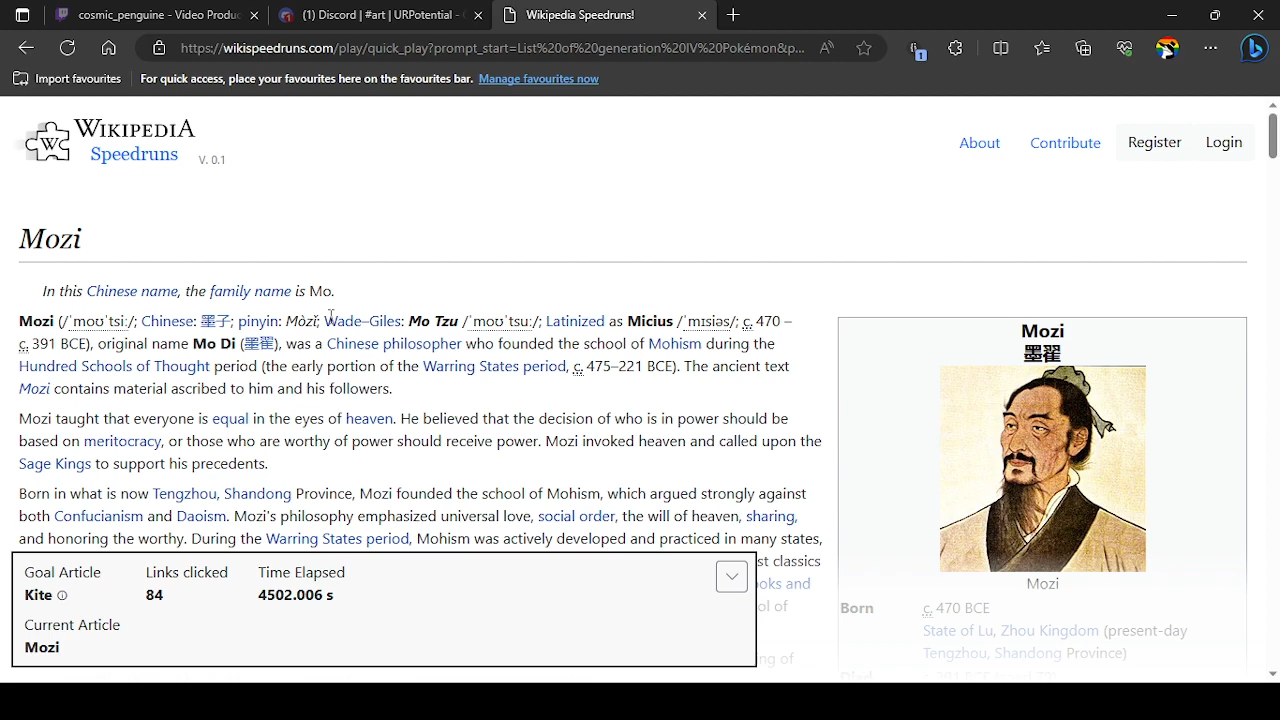 cosmic_penguine - Video Produc
(1) Discord | #art | URPotential -
Wikipedia Speedruns!
https://wikispeedruns.com/play/quick_play?prompt_start=List%20of%20generation%20IV%20Pokémon&p...
1
Import favourites
For quick access, place your favourites here on the favourites bar. Manage favourites now
W
WIKIPEDIA
Speedruns V. 0.1
About Contribute Register Login
Mozi
In this Chinese name, the family name is Mo.
Mozi (/ˈmoʊˈtsiː/; Chinese: 墨子; pinyin: Mòzǐ; Wade–Giles: Mo Tzu /ˈmoʊˈtsuː/; Latinized as Micius /ˈmɪsiəs/; c. 470 –
c. 391 BCE), original name Mo Di (墨翟), was a Chinese philosopher who founded the school of Mohism during the
Hundred Schools of Thought period (the early portion of the Warring States period, c. 475–221 BCE). The ancient text
Mozi contains material ascribed to him and his followers.
Mozi taught that everyone is equal in the eyes of heaven. He believed that the decision of who is in power should be
based on meritocracy, or those who are worthy of power should receive power. Mozi invoked heaven and called upon the
Sage Kings to support his precedents.
Born in what is now Tengzhou, Shandong Province, Mozi founded the school of Mohism, which argued strongly against
both Confucianism and Daoism. Mozi's philosophy emphasized universal love, social order, the will of heaven, sharing,
and honoring the worthy. During the Warring States period, Mohism was actively developed and practiced in many states,
st classics
oks and
ol of
ng of
Mozi
墨翟
Mozi
Born c. 470 BCE
State of Lu, Zhou Kingdom (present-day
Tengzhou, Shandong Province)
Goal Article Links clicked Time Elapsed
Kite 84 4502.006 s
Current Article
Mozi